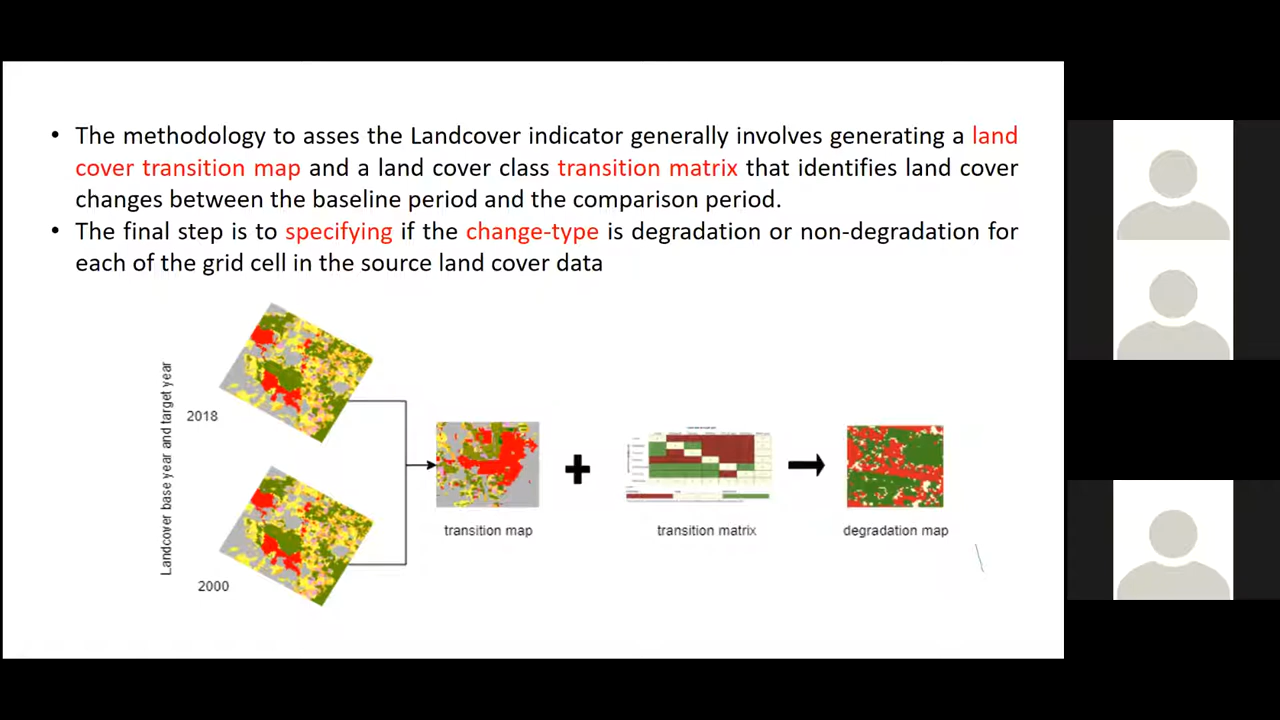 • The methodology to asses the Landcover indicator generally involves generating a land
cover transition map and a land cover class transition matrix that identifies land cover
changes between the baseline period and the comparison period.
• The final step is to specifying if the change-type is degradation or non-degradation for
each of the grid cell in the source land cover data
Landcover base year and target year
2018
2000
transition map
transition matrix
degradation map